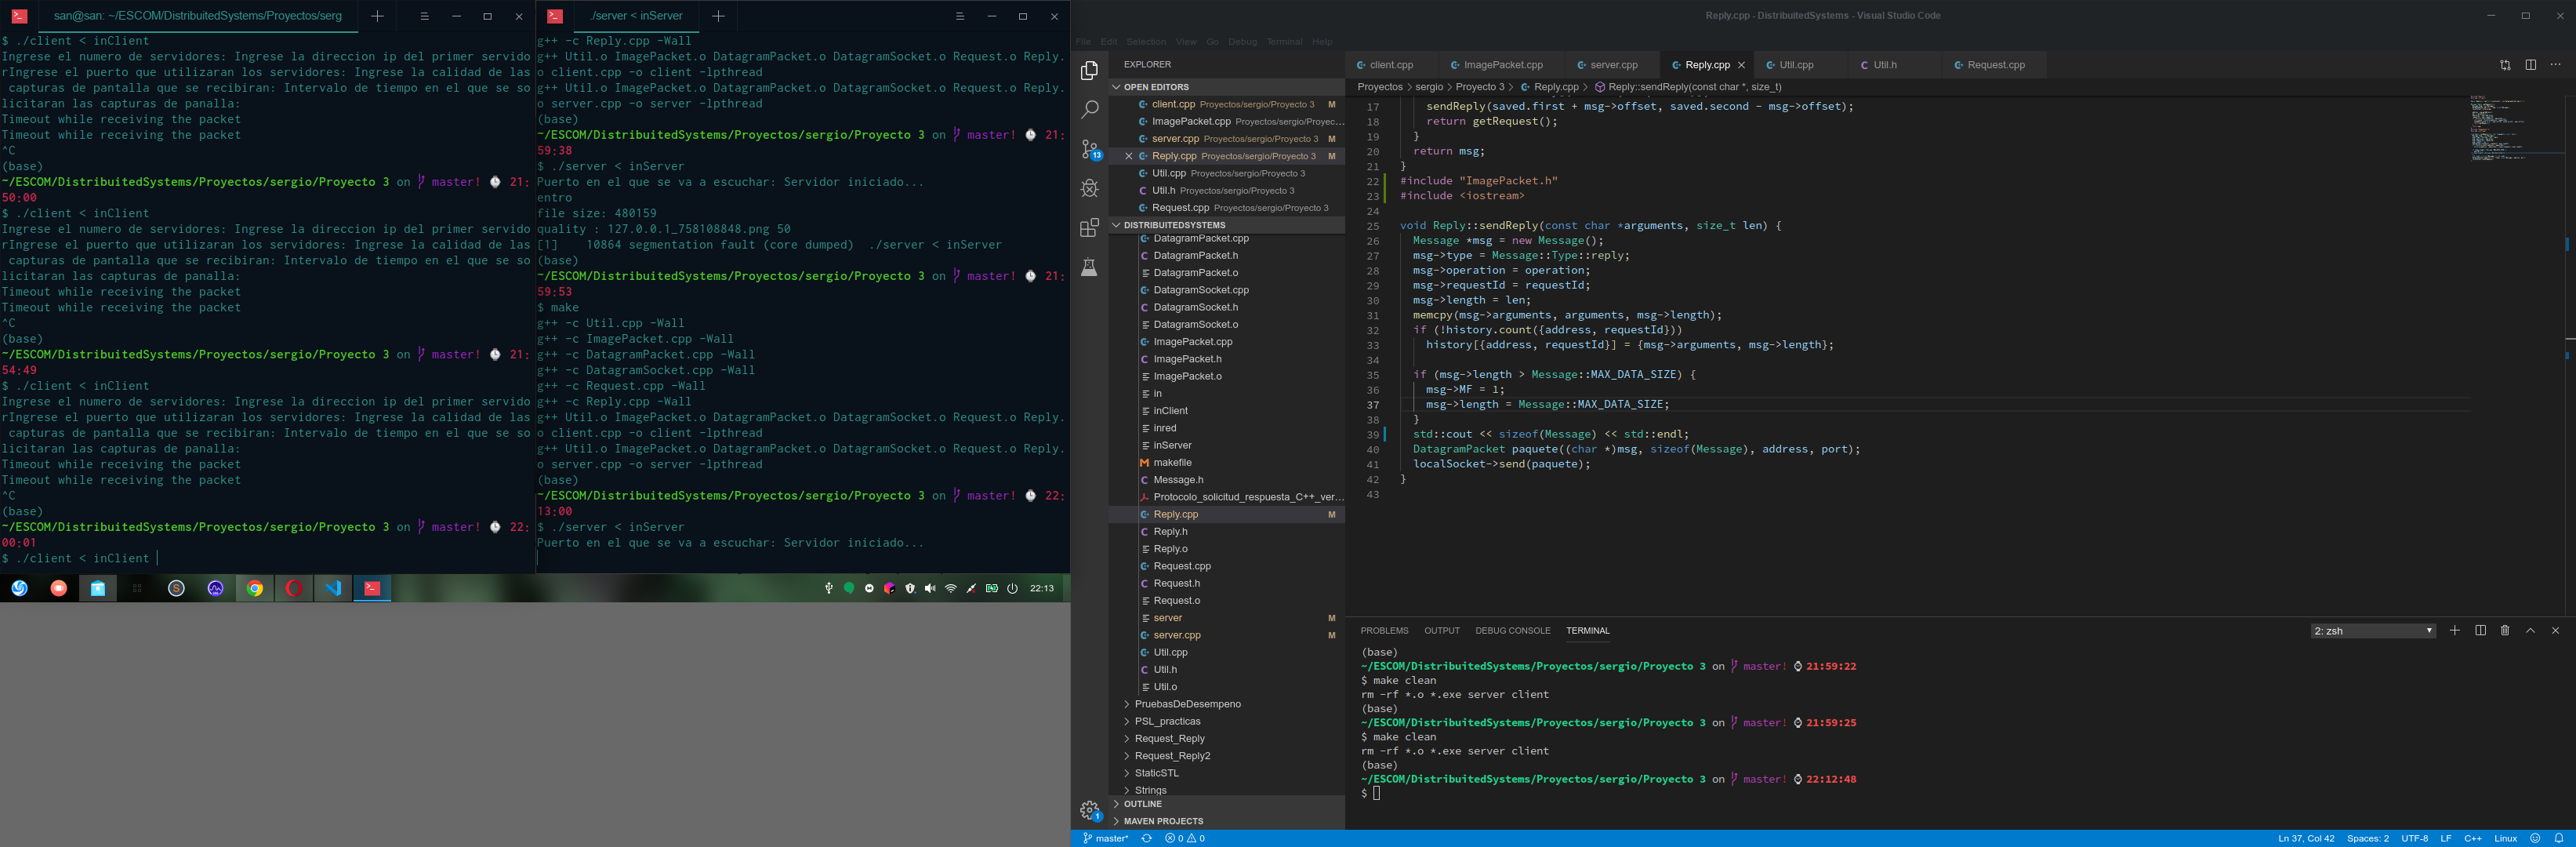 san@san: ~/ESCOM/DistribuitedSystems/Proyectos/serg
$ ./client < inClient
Ingrese el numero de servidores: Ingrese la direccion ip del primer servido
rIngrese el puerto que utilizaran los servidores: Ingrese la calidad de las
capturas de pantalla que se recibiran: Intervalo de tiempo en el que se so
licitaran las capturas de panalla:
Timeout while receiving the packet
Timeout while receiving the packet
^C
(base)
~/ESCOM/DistribuitedSystems/Proyectos/sergio/Proyecto 3 on master! 21:
50:00
$ ./client < inClient
Ingrese el numero de servidores: Ingrese la direccion ip del primer servido
rIngrese el puerto que utilizaran los servidores: Ingrese la calidad de las
capturas de pantalla que se recibiran: Intervalo de tiempo en el que se so
licitaran las capturas de panalla:
Timeout while receiving the packet
Timeout while receiving the packet
^C
(base)
~/ESCOM/DistribuitedSystems/Proyectos/sergio/Proyecto 3 on master! 21:
54:49
$ ./client < inClient
Ingrese el numero de servidores: Ingrese la direccion ip del primer servido
rIngrese el puerto que utilizaran los servidores: Ingrese la calidad de las
capturas de pantalla que se recibiran: Intervalo de tiempo en el que se so
licitaran las capturas de panalla:
Timeout while receiving the packet
Timeout while receiving the packet
^C
(base)
~/ESCOM/DistribuitedSystems/Proyectos/sergio/Proyecto 3 on master! 22:
00:01
$ ./client < inClient
./server < inServer
g++ -c Reply.cpp -Wall
g++ Util.o ImagePacket.o DatagramPacket.o DatagramSocket.o Request.o Reply.
o client.cpp -o client -lpthread
g++ Util.o ImagePacket.o DatagramPacket.o DatagramSocket.o Request.o Reply.
o server.cpp -o server -lpthread
(base)
~/ESCOM/DistribuitedSystems/Proyectos/sergio/Proyecto 3 on master! 21:
59:38
$ ./server < inServer
Puerto en el que se va a escuchar: Servidor iniciado...
entro
file size: 480159
quality : 127.0.0.1_758108848.png 50
[1] 10864 segmentation fault (core dumped) ./server < inServer
(base)
~/ESCOM/DistribuitedSystems/Proyectos/sergio/Proyecto 3 on master! 21:
59:53
$ make
g++ -c Util.cpp -Wall
g++ -c ImagePacket.cpp -Wall
g++ -c DatagramPacket.cpp -Wall
g++ -c DatagramSocket.cpp -Wall
g++ -c Request.cpp -Wall
g++ -c Reply.cpp -Wall
g++ Util.o ImagePacket.o DatagramPacket.o DatagramSocket.o Request.o Reply.
o client.cpp -o client -lpthread
g++ Util.o ImagePacket.o DatagramPacket.o DatagramSocket.o Request.o Reply.
o server.cpp -o server -lpthread
(base)
~/ESCOM/DistribuitedSystems/Proyectos/sergio/Proyecto 3 on master! 22:
13:00
$ ./server < inServer
Puerto en el que se va a escuchar: Servidor iniciado...
22:13
Reply.cpp - DistribuitedSystems - Visual Studio Code
File Edit Selection View Go Debug Terminal Help
EXPLORER
OPEN EDITORS
client.cpp Proyectos/sergio/Proyecto 3 M
ImagePacket.cpp Proyectos/sergio/Proyec...
server.cpp Proyectos/sergio/Proyecto 3 M
Reply.cpp Proyectos/sergio/Proyecto 3 M
Util.cpp Proyectos/sergio/Proyecto 3
Util.h Proyectos/sergio/Proyecto 3
Request.cpp Proyectos/sergio/Proyecto 3
DISTRIBUITEDSYSTEMS
DatagramPacket.cpp
DatagramPacket.h
DatagramPacket.o
DatagramSocket.cpp
DatagramSocket.h
DatagramSocket.o
ImagePacket.cpp
ImagePacket.h
ImagePacket.o
in
inClient
inred
inServer
makefile
Message.h
Protocolo_solicitud_respuesta_C++_ver...
Reply.cpp M
Reply.h
Reply.o
Request.cpp
Request.h
Request.o
server M
server.cpp M
Util.cpp
Util.h
Util.o
PruebasDeDesempeno
PSL_practicas
Request_Reply
Request_Reply2
StaticSTL
Strings
OUTLINE
MAVEN PROJECTS
13
1
client.cpp ImagePacket.cpp server.cpp Reply.cpp Util.cpp Util.h Request.cpp
Proyectos > sergio > Proyecto 3 > Reply.cpp > Reply::sendReply(const char *, size_t)
17 sendReply(saved.first + msg->offset, saved.second - msg->offset);
18 return getRequest();
19 }
20 return msg;
21 }
22 #include "ImagePacket.h"
23 #include <iostream>
24
25 void Reply::sendReply(const char *arguments, size_t len) {
26 Message *msg = new Message();
27 msg->type = Message::Type::reply;
28 msg->operation = operation;
29 msg->requestId = requestId;
30 msg->length = len;
31 memcpy(msg->arguments, arguments, msg->length);
32 if (!history.count({address, requestId}))
33 history[{address, requestId}] = {msg->arguments, msg->length};
34
35 if (msg->length > Message::MAX_DATA_SIZE) {
36 msg->MF = 1;
37 msg->length = Message::MAX_DATA_SIZE;
38 }
39 std::cout << sizeof(Message) << std::endl;
40 DatagramPacket paquete((char *)msg, sizeof(Message), address, port);
41 localSocket->send(paquete);
42 }
43
PROBLEMS OUTPUT DEBUG CONSOLE TERMINAL
2: zsh
(base)
~/ESCOM/DistribuitedSystems/Proyectos/sergio/Proyecto 3 on master! 21:59:22
$ make clean
rm -rf *.o *.exe server client
(base)
~/ESCOM/DistribuitedSystems/Proyectos/sergio/Proyecto 3 on master! 21:59:25
$ make clean
rm -rf *.o *.exe server client
(base)
~/ESCOM/DistribuitedSystems/Proyectos/sergio/Proyecto 3 on master! 22:12:48
$
master* 0 0 Ln 37, Col 42 Spaces: 2 UTF-8 LF C++ Linux